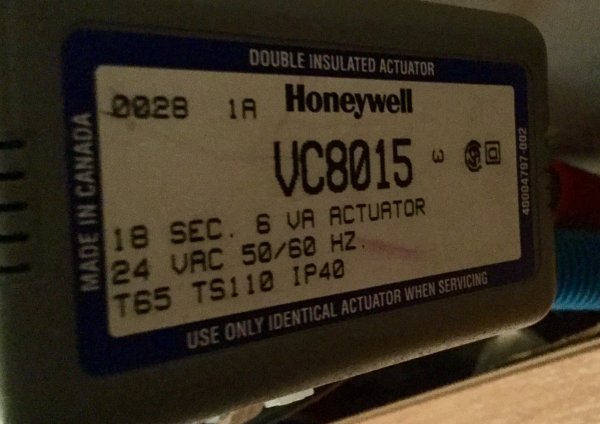 DOUBLE INSULATED ACTUATOR
0028 1A Honeywell
VC8015 3
18 SEC. 6 VA ACTUATOR
24 VAC 50/60 HZ.
T65 TS110 IP40
USE ONLY IDENTICAL ACTUATOR WHEN SERVICING
MADE IN CANADA
40004797-002